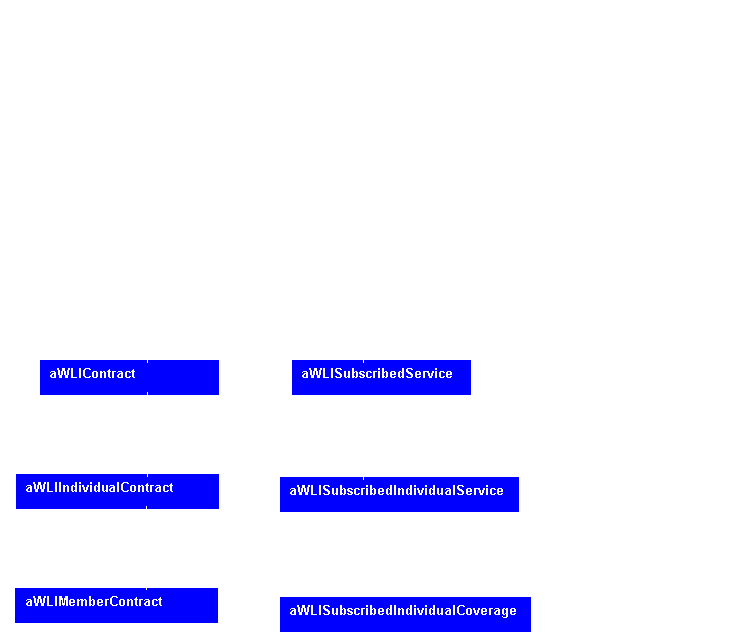 aWLIContract
aWLISubscribedService
aWLIIndividualContract
aWLISubscribedIndividualService
aWLIMemberContract
aWLISubscribedIndividualCoverage